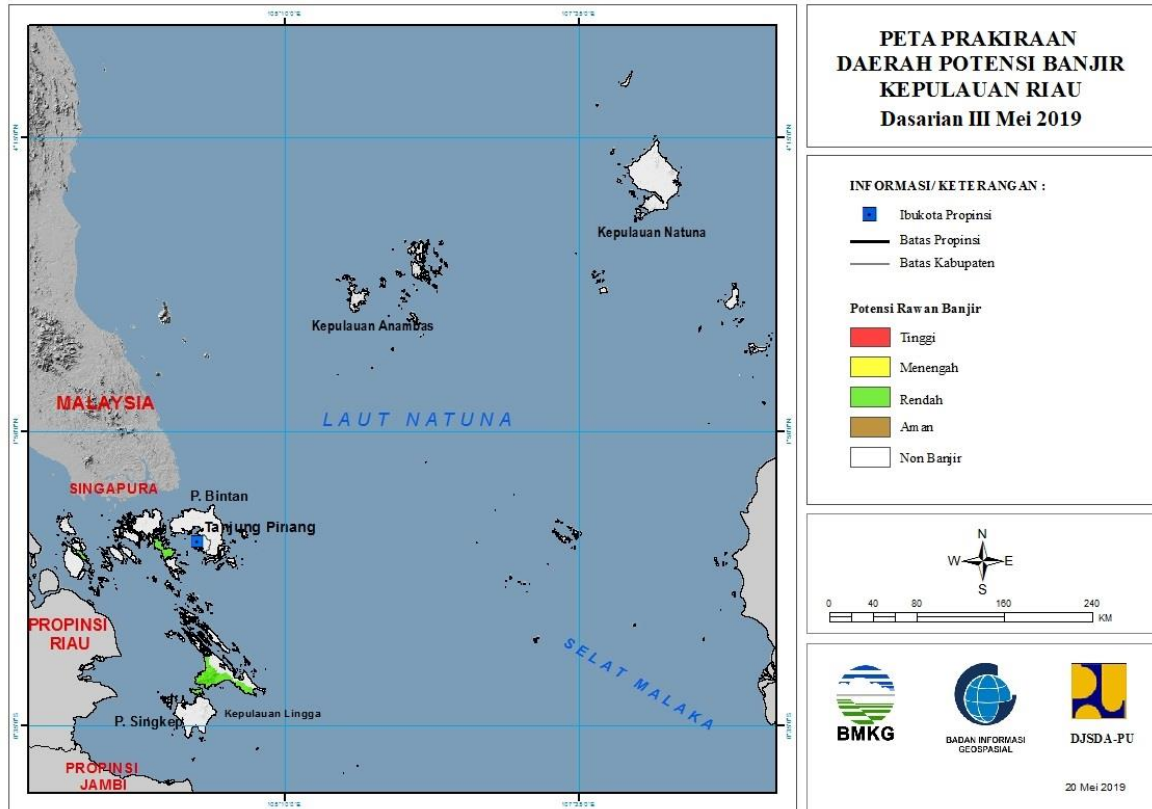 PETA PRAKIRAAN
DAERAH POTENSI BANJIR
KEPULAUAN RIAU
Dasarian III Mei 2019
INFORMASI/ KETERANGAN :
Ibukota Propinsi
Batas Propinsi
Batas Kabupaten
Potensi Rawan Banjir
Tinggi
Menengah
Rendah
Aman
Non Banjir
N
W E
S
0 40 80 160 240
KM
BMKG
BADAN INFORMASI
GEOSPASIAL
DJSDA-PU
20 Mei 2019
Kepulauan Natuna
Kepulauan Anambas
MALAYSIA
LAUT NATUNA
SINGAPURA
P. Bintan
Tanjung Pinang
PROPINSI
RIAU
SELAT MALAKA
P. Singkep
Kepulauan Lingga
PROPINSI
JAMBI